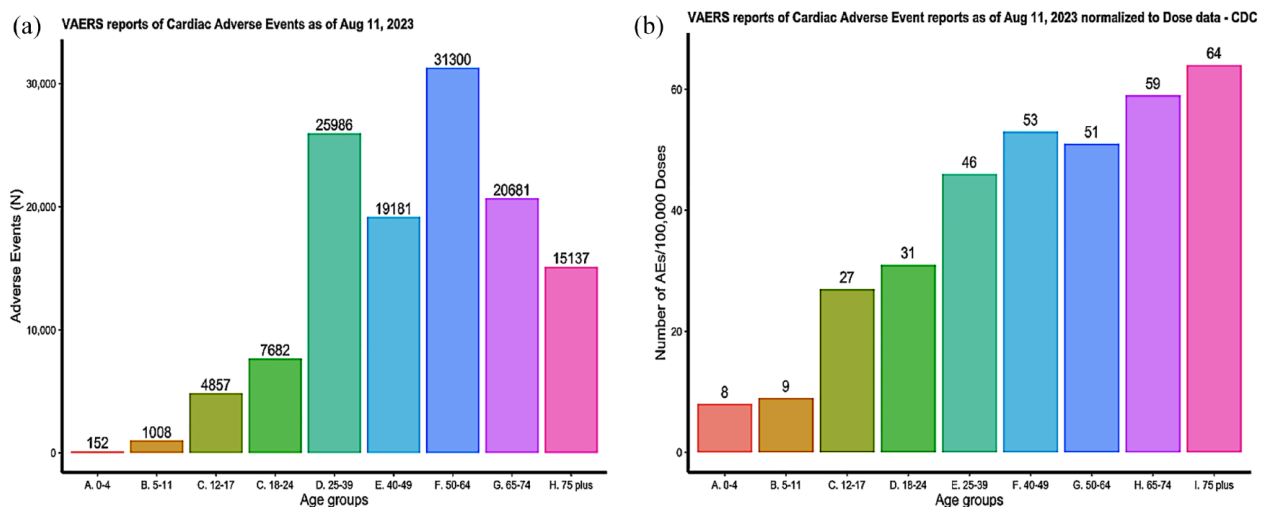 (a)
VAERS reports of Cardiac Adverse Events as of Aug 11, 2023
Adverse Events (N)
30,000
20,000
10,000
0
152
1008
4857
7682
25986
19181
31300
20681
15137
A. 0-4
B. 5-11
C. 12-17
C. 18-24
D. 25-39
E. 40-49
F. 50-64
G. 65-74
H. 75 plus
Age groups
(b)
VAERS reports of Cardiac Adverse Event reports as of Aug 11, 2023 normalized to Dose data - CDC
Number of AEs/100,000 Doses
60
40
20
0
8
9
27
31
46
53
51
59
64
A. 0-4
B. 5-11
C. 12-17
D. 18-24
E. 25-39
F. 40-49
G. 50-64
H. 65-74
I. 75 plus
Age groups